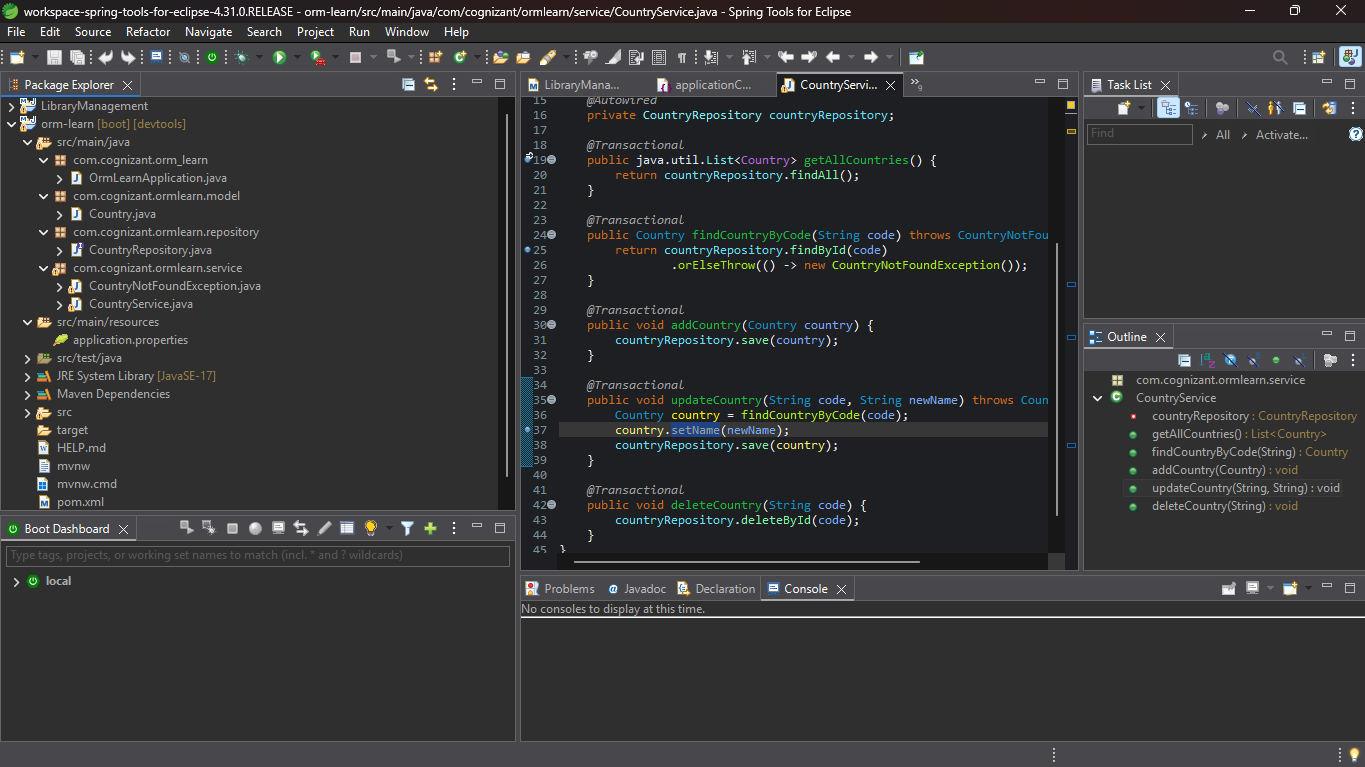 workspace-spring-tools-for-eclipse-4.31.0.RELEASE - orm-learn/src/main/java/com/cognizant/ormlearn/service/CountryService.java - Spring Tools for Eclipse
File Edit Source Refactor Navigate Search Project Run Window Help
Package Explorer
LibraryManagement
orm-learn [boot] [devtools]
src/main/java
com.cognizant.orm_learn
OrmLearnApplication.java
com.cognizant.ormlearn.model
Country.java
com.cognizant.ormlearn.repository
CountryRepository.java
com.cognizant.ormlearn.service
CountryNotFoundException.java
CountryService.java
src/main/resources
application.properties
src/test/java
JRE System Library [JavaSE-17]
Maven Dependencies
src
target
HELP.md
mvnw
mvnw.cmd
pom.xml
Boot Dashboard
Type tags, projects, or working set names to match (incl. * and ? wildcards)
local
LibraryMana... applicationC... CountryServi... »9
15 @Autowired
16 private CountryRepository countryRepository;
17
18 @Transactional
19 public java.util.List<Country> getAllCountries() {
20 return countryRepository.findAll();
21 }
22
23 @Transactional
24 public Country findCountryByCode(String code) throws CountryNotFou
25 return countryRepository.findById(code)
26 .orElseThrow(() -> new CountryNotFoundException());
27 }
28
29 @Transactional
30 public void addCountry(Country country) {
31 countryRepository.save(country);
32 }
33
34 @Transactional
35 public void updateCountry(String code, String newName) throws Coun
36 Country country = findCountryByCode(code);
37 country.setName(newName);
38 countryRepository.save(country);
39 }
40
41 @Transactional
42 public void deleteCountry(String code) {
43 countryRepository.deleteById(code);
44 }
45 }
Problems Javadoc Declaration Console
No consoles to display at this time.
Task List
Find All Activate...
Outline
com.cognizant.ormlearn.service
CountryService
countryRepository : CountryRepository
getAllCountries() : List<Country>
findCountryByCode(String) : Country
addCountry(Country) : void
updateCountry(String, String) : void
deleteCountry(String) : void